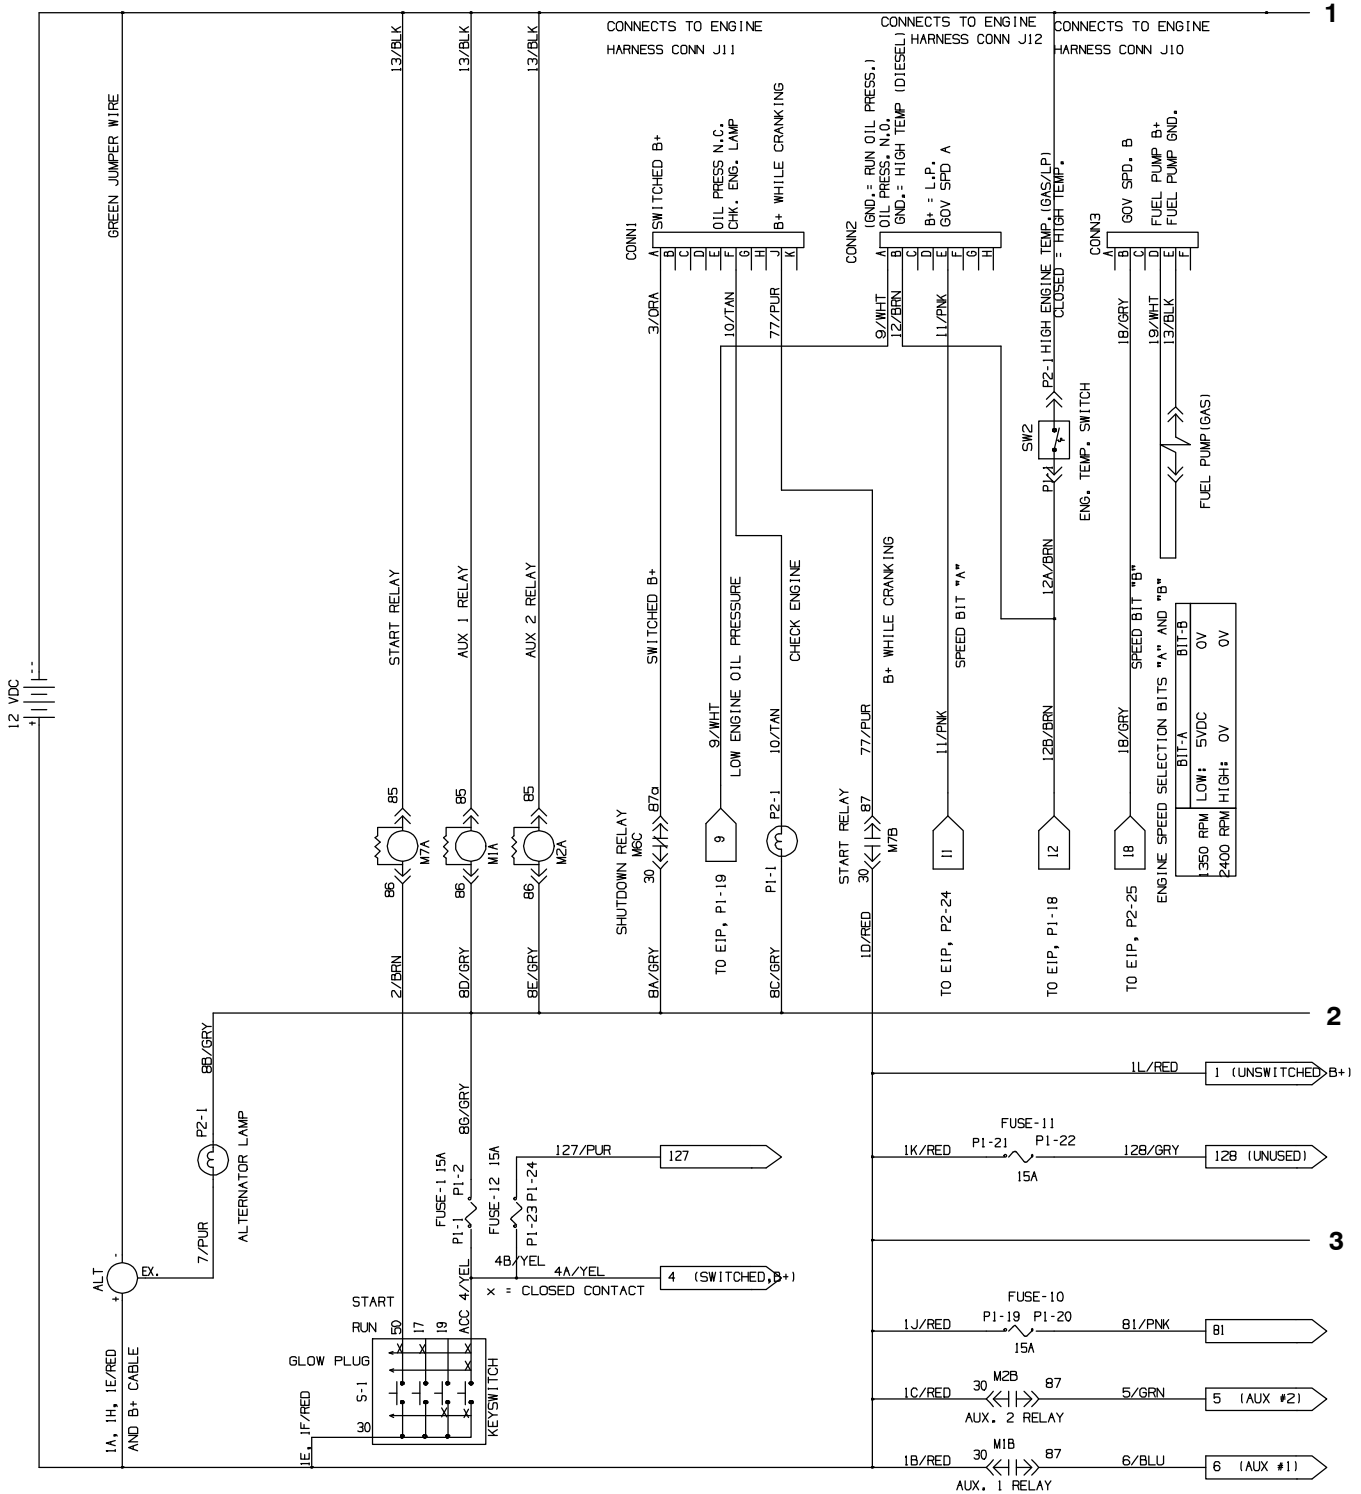 1
CONNECTS TO ENGINE
HARNESS CONN J11
CONNECTS TO ENGINE
HARNESS CONN J12
CONNECTS TO ENGINE
HARNESS CONN J10
13/BLK
13/BLK
13/BLK
GREEN JUMPER WIRE
SWITCHED B+
OIL PRESS N.C.
CHK. ENG. LAMP
B+ WHILE CRANKING
(GND.= RUN OIL PRESS.)
OIL PRESS. N.O.
GND.= HIGH TEMP (DIESEL)
B+ = L.P.
GOV SPD A
HIGH ENGINE TEMP.(GAS/LP)
CLOSED = HIGH TEMP.
GOV SPD. B
FUEL PUMP B+
FUEL PUMP GND.
CONN1
A B C D E F G H J K
CONN2
A B C D E F G H
CONN3
A B C D E F
3/ORA
10/TAN
77/PUR
9/WHT
12/BRN
11/PNK
18/GRY
19/WHT
13/BLK
P2-1
SW2
P1-1
ENG. TEMP. SWITCH
FUEL PUMP(GAS)
START RELAY
AUX 1 RELAY
AUX 2 RELAY
SWITCHED B+
LOW ENGINE OIL PRESSURE
CHECK ENGINE
B+ WHILE CRANKING
SPEED BIT "A"
12A/BRN
SPEED BIT "B"
ENGINE SPEED SELECTION BITS "A" AND "B"
BIT-A BIT-B
1350 RPM LOW: 5VDC 0V
2400 RPM HIGH: 0V 0V
12 VDC
+
--
9/WHT
10/TAN
77/PUR
11/PNK
12B/BRN
18/GRY
85
M7A
86
85
M1A
86
85
M2A
86
SHUTDOWN RELAY
M6C
87a
30
9
TO EIP, P1-19
P2-1
P1-1
START RELAY
87
M7B
30
11
TO EIP, P2-24
12
TO EIP, P1-18
18
TO EIP, P2-25
2/BRN
8D/GRY
8E/GRY
8A/GRY
8C/GRY
1D/RED
2
8B/GRY
P2-1
ALTERNATOR LAMP
7/PUR
8G/GRY
FUSE-1 15A
P1-1 P1-2
FUSE-12 15A
P1-23 P1-24
127/PUR
127
1L/RED
1 (UNSWITCHED B+)
FUSE-11
P1-21 P1-22
1K/RED
15A
128/GRY
128 (UNUSED)
3
ALT
-
+
EX.
4B/YEL
4A/YEL
4 (SWITCHED,B+)
4/YEL
X = CLOSED CONTACT
START
RUN
50
17
19
ACC
GLOW PLUG
S-1
30
KEYSWITCH
X X X
X
X X
1E, 1F/RED
1A, 1H, 1E/RED
AND B+ CABLE
FUSE-10
P1-19 P1-20
1J/RED
15A
81/PNK
81
1C/RED
30
M2B
87
AUX. 2 RELAY
5/GRN
5 (AUX #2)
1B/RED
30
M1B
87
AUX. 1 RELAY
6/BLU
6 (AUX #1)